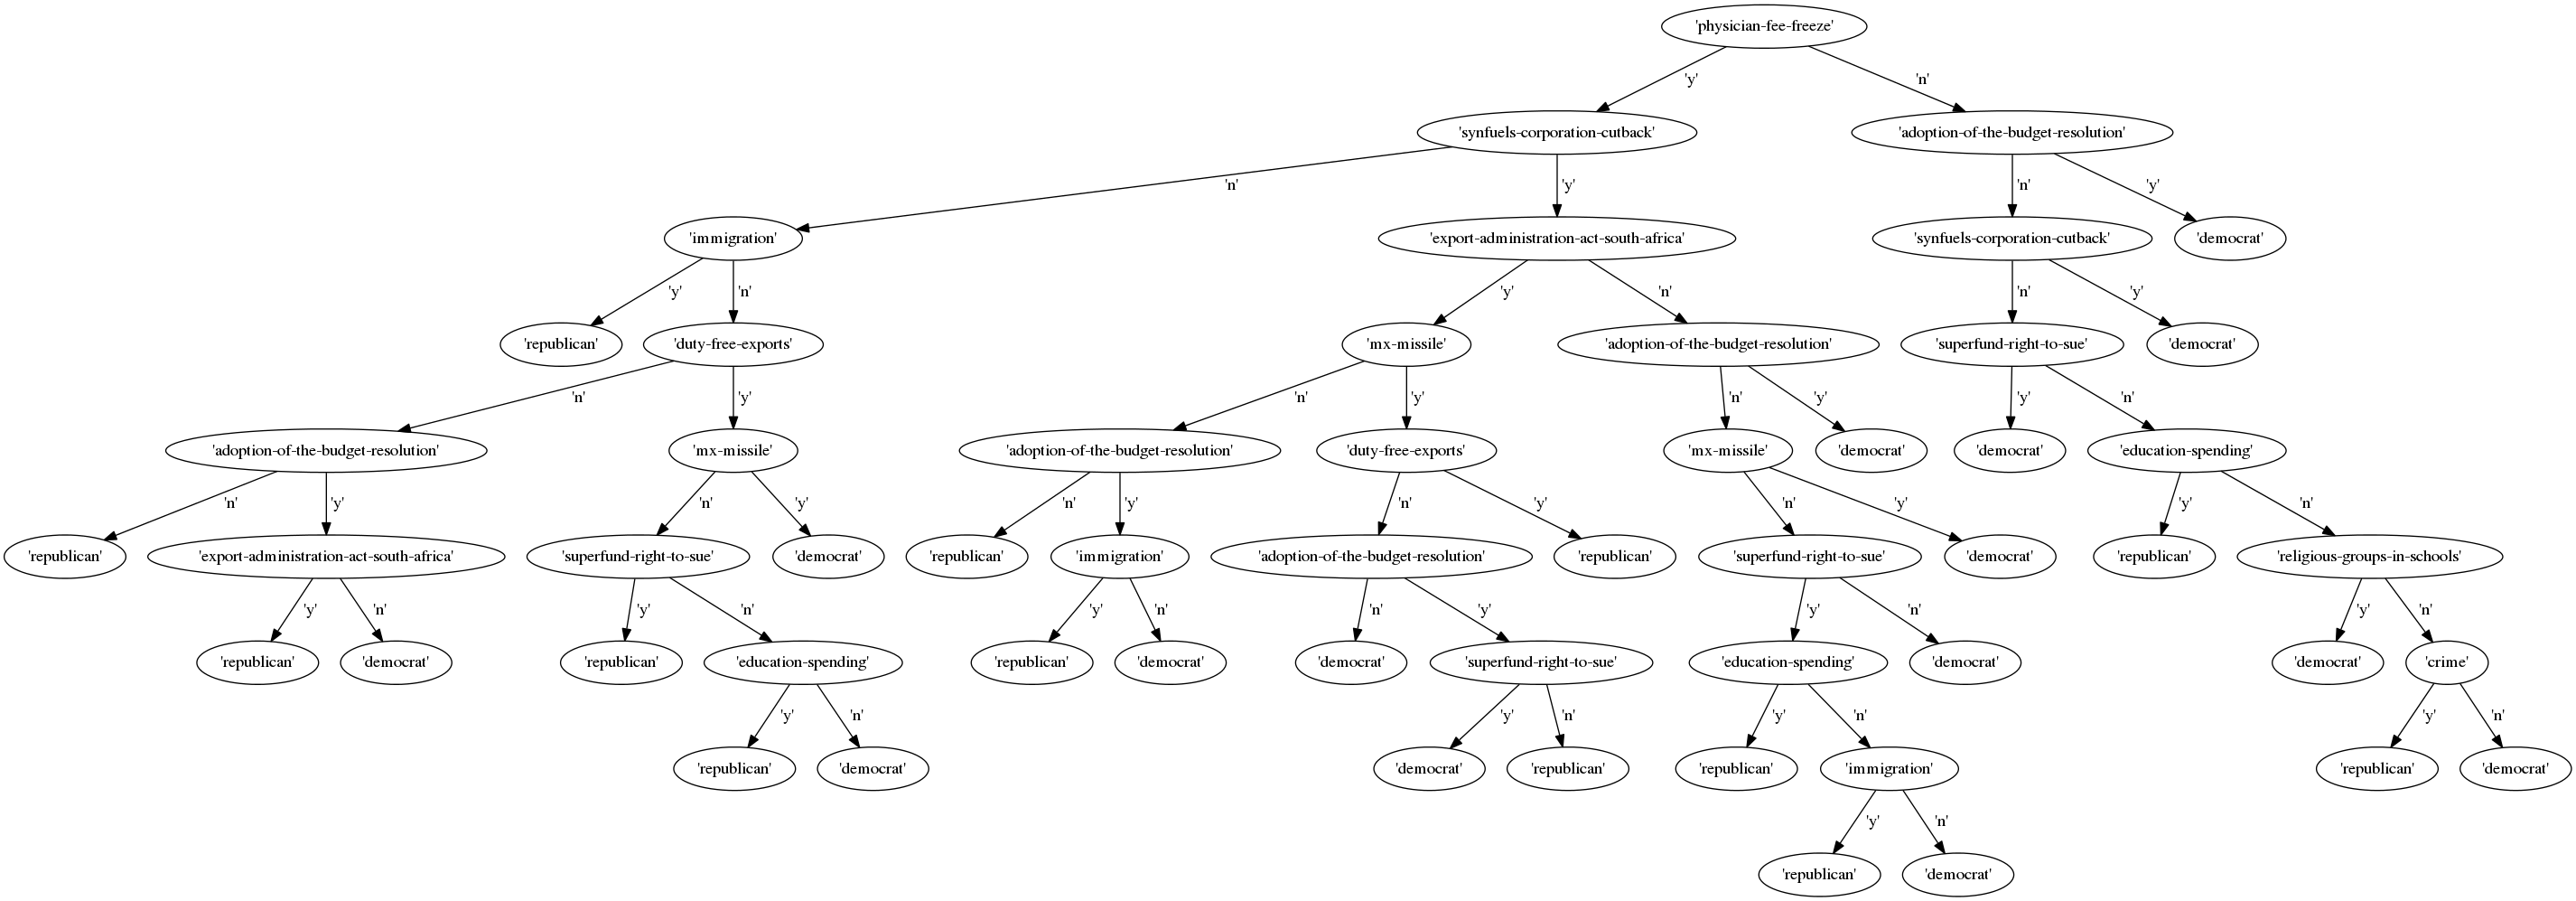 'physician-fee-freeze'
'y'
'n'
'synfuels-corporation-cutback'
'adoption-of-the-budget-resolution'
'n'
'y'
'n'
'y'
'immigration'
'export-administration-act-south-africa'
'synfuels-corporation-cutback'
'democrat'
'y'
'n'
'y'
'n'
'n'
'y'
'republican'
'duty-free-exports'
'mx-missile'
'adoption-of-the-budget-resolution'
'superfund-right-to-sue'
'democrat'
'n'
'y'
'n'
'y'
'n'
'y'
'y'
'n'
'adoption-of-the-budget-resolution'
'mx-missile'
'adoption-of-the-budget-resolution'
'duty-free-exports'
'mx-missile'
'democrat'
'democrat'
'education-spending'
'n'
'y'
'n'
'y'
'n'
'y'
'n'
'y'
'n'
'y'
'y'
'n'
'republican'
'export-administration-act-south-africa'
'superfund-right-to-sue'
'democrat'
'republican'
'immigration'
'adoption-of-the-budget-resolution'
'republican'
'superfund-right-to-sue'
'democrat'
'republican'
'religious-groups-in-schools'
'y'
'n'
'y'
'n'
'y'
'n'
'n'
'y'
'y'
'n'
'y'
'n'
'republican'
'democrat'
'republican'
'education-spending'
'republican'
'democrat'
'democrat'
'superfund-right-to-sue'
'education-spending'
'democrat'
'democrat'
'crime'
'y'
'n'
'y'
'n'
'y'
'n'
'y'
'n'
'republican'
'democrat'
'democrat'
'republican'
'republican'
'immigration'
'republican'
'democrat'
'y'
'n'
'republican'
'democrat'